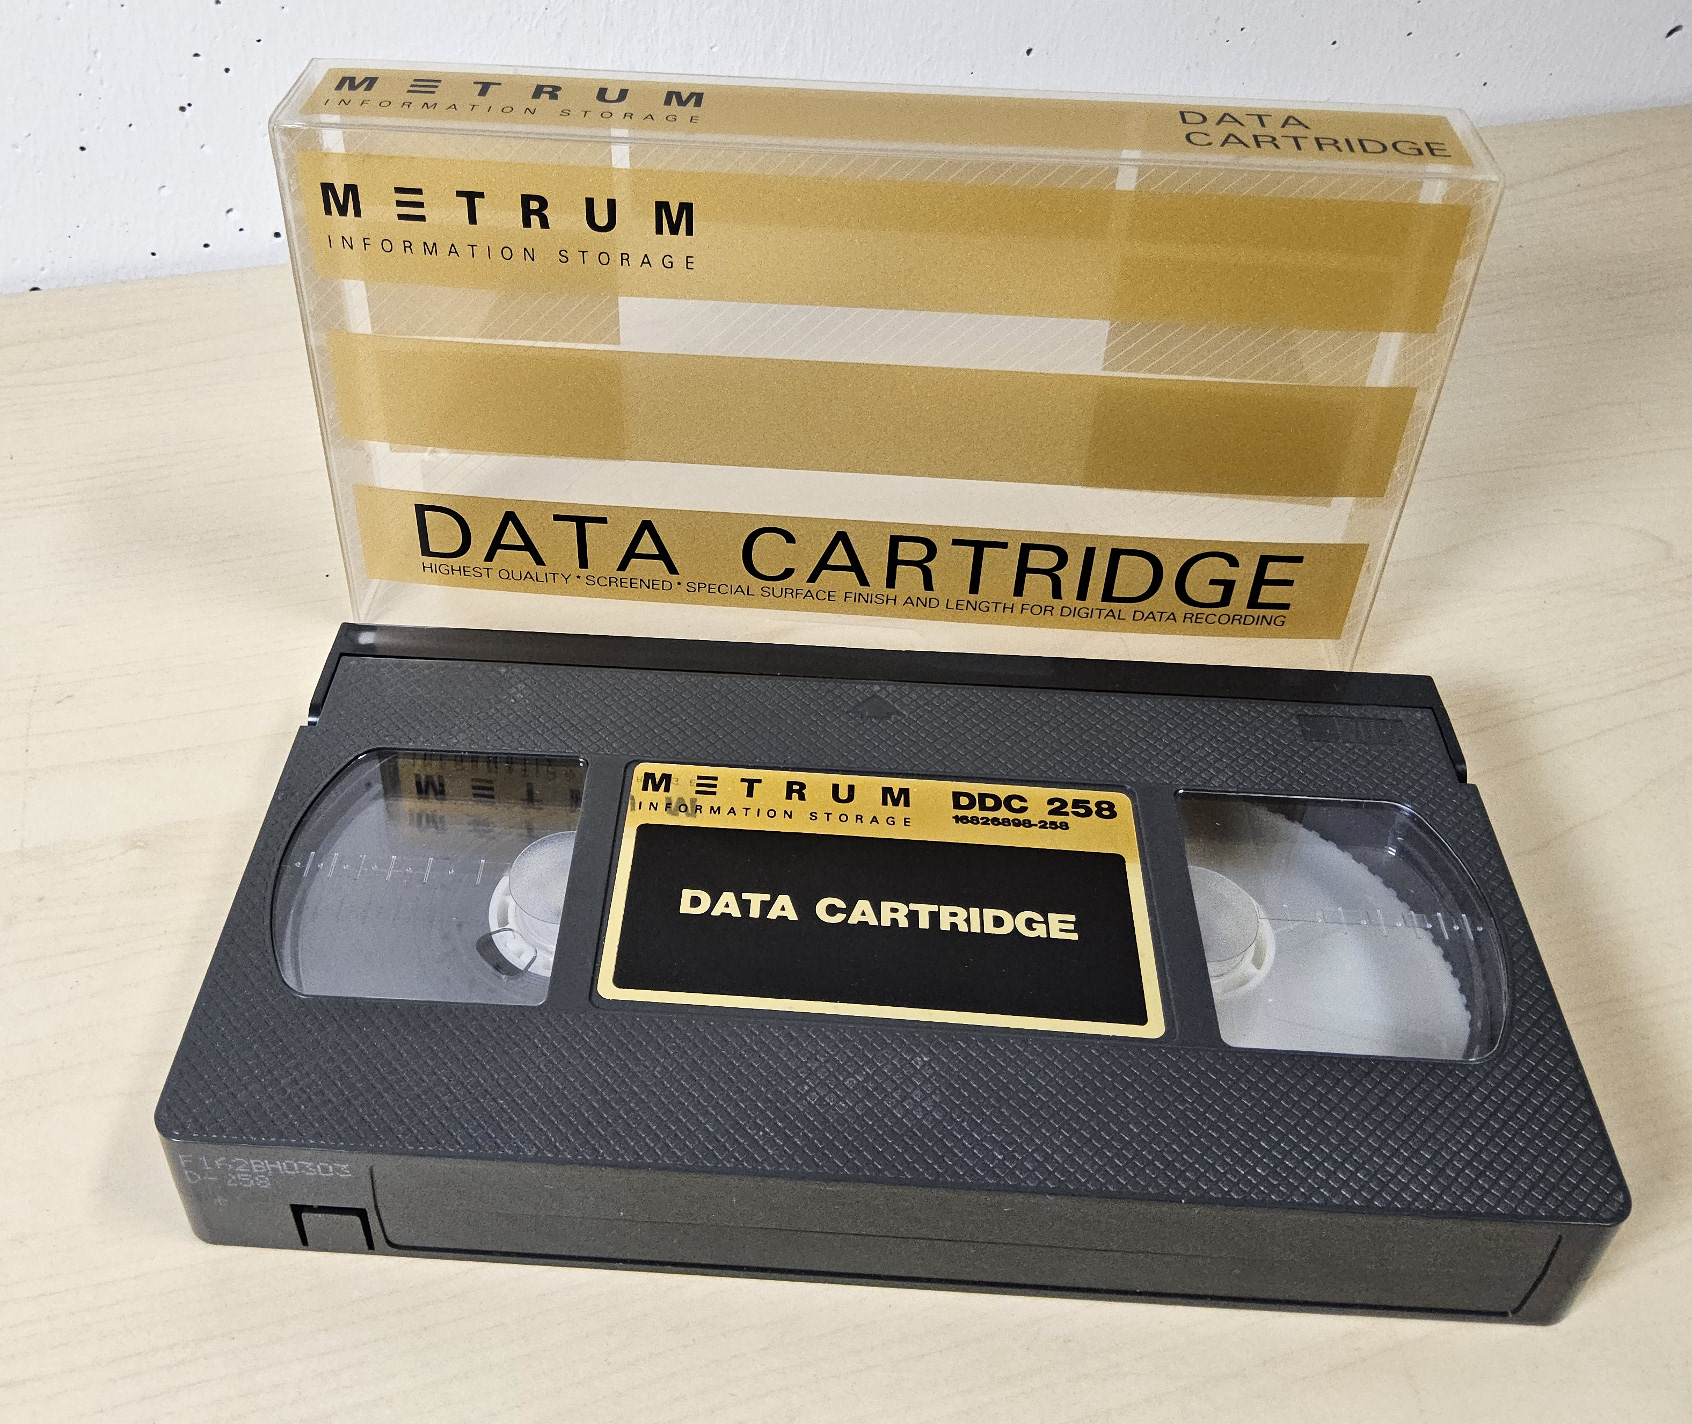 METRUM
INFORMATION STORAGE
DATA
CARTRIDGE
METRUM
INFORMATION STORAGE
DATA CARTRIDGE
HIGHEST QUALITY * SCREENED * SPECIAL SURFACE FINISH AND LENGTH FOR DIGITAL DATA RECORDING
METRUM
INFORMATION STORAGE
DDC 258
16826898-258
DATA CARTRIDGE
F162BH0303
D-258